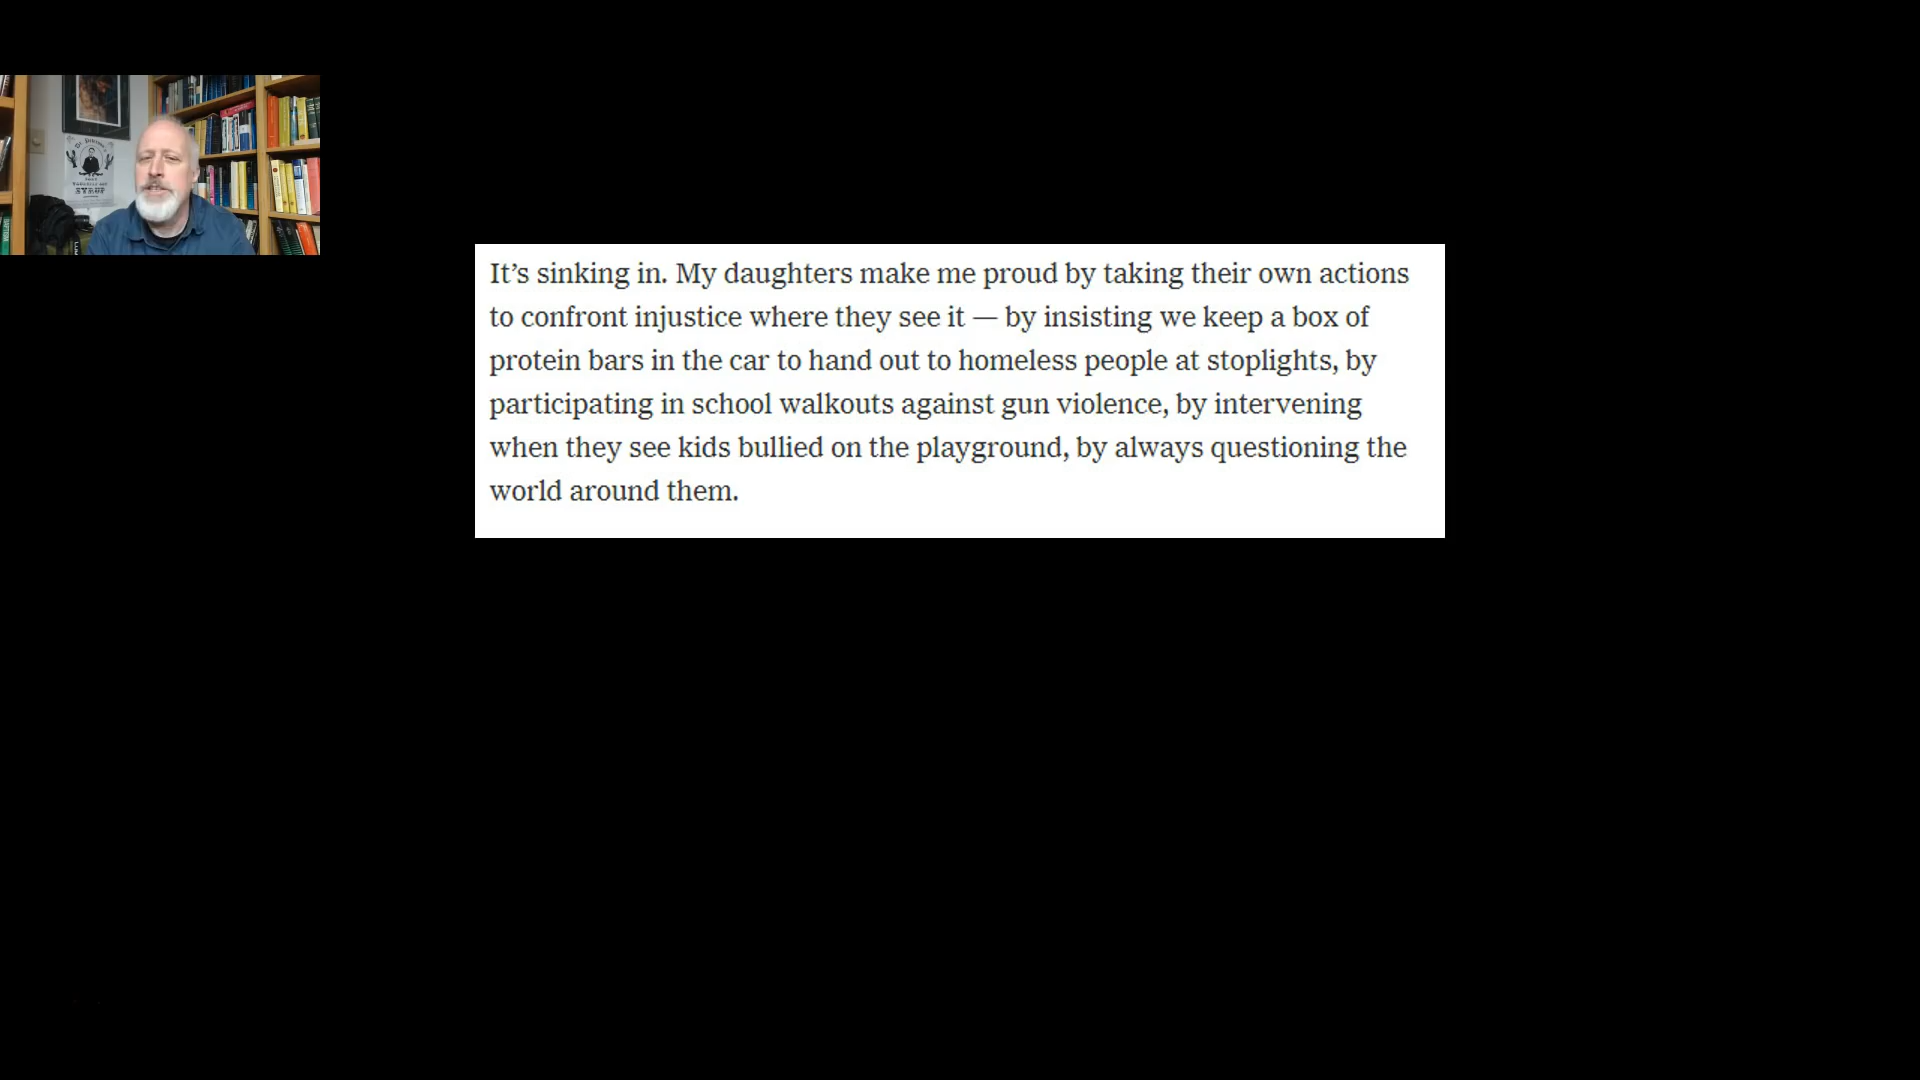 It’s sinking in. My daughters make me proud by taking their own actions
to confront injustice where they see it — by insisting we keep a box of
protein bars in the car to hand out to homeless people at stoplights, by
participating in school walkouts against gun violence, by intervening
when they see kids bullied on the playground, by always questioning the
world around them.
SYRUP